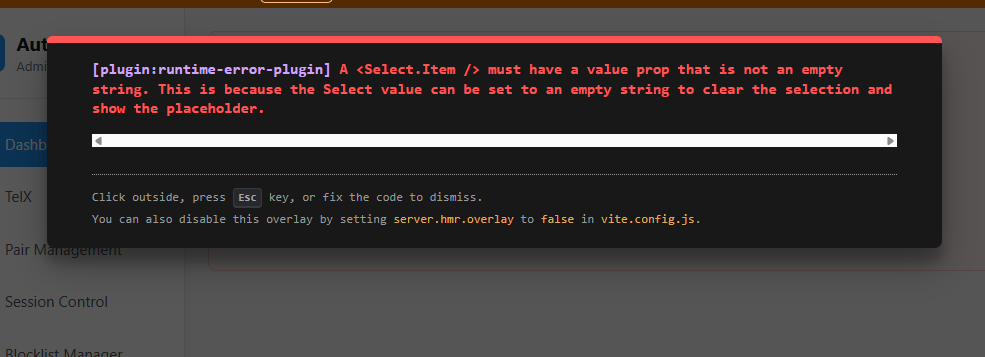 Aut
Admi
[plugin:runtime-error-plugin] A <Select.Item /> must have a value prop that is not an empty
string. This is because the Select value can be set to an empty string to clear the selection and
show the placeholder.
Dashb
Click outside, press Esc key, or fix the code to dismiss.
TelX
You can also disable this overlay by setting server.hmr.overlay to false in vite.config.js.
Pair Management
Session Control
Blocklist Manager